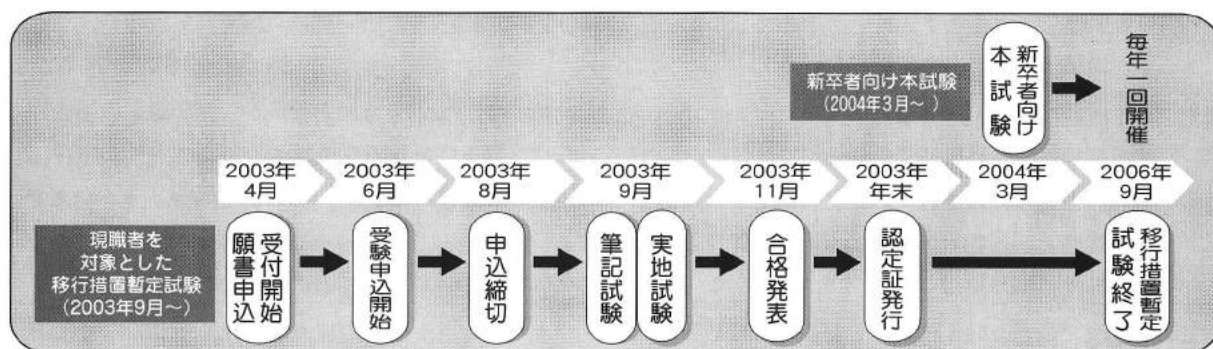 新卒者向け本試験
(2004年3月～ )
新卒者向け
本試験
毎年一回開催
2003年
4月
2003年
6月
2003年
8月
2003年
9月
2003年
11月
2003年
年末
2004年
3月
2006年
9月
現職者を
対象とした
移行措置暫定試験
(2003年9月～)
受付開始
願書申込
受験申込開始
申込締切
筆記試験
実地試験
合格発表
認定証発行
移行措置暫定
試験終了